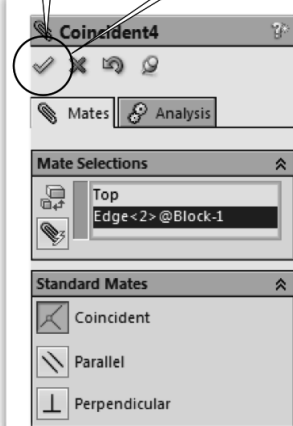 Coincident4
Mates Analysis
Mate Selections
Top
Edge<2>@Block-1
Standard Mates
Coincident
Parallel
Perpendicular